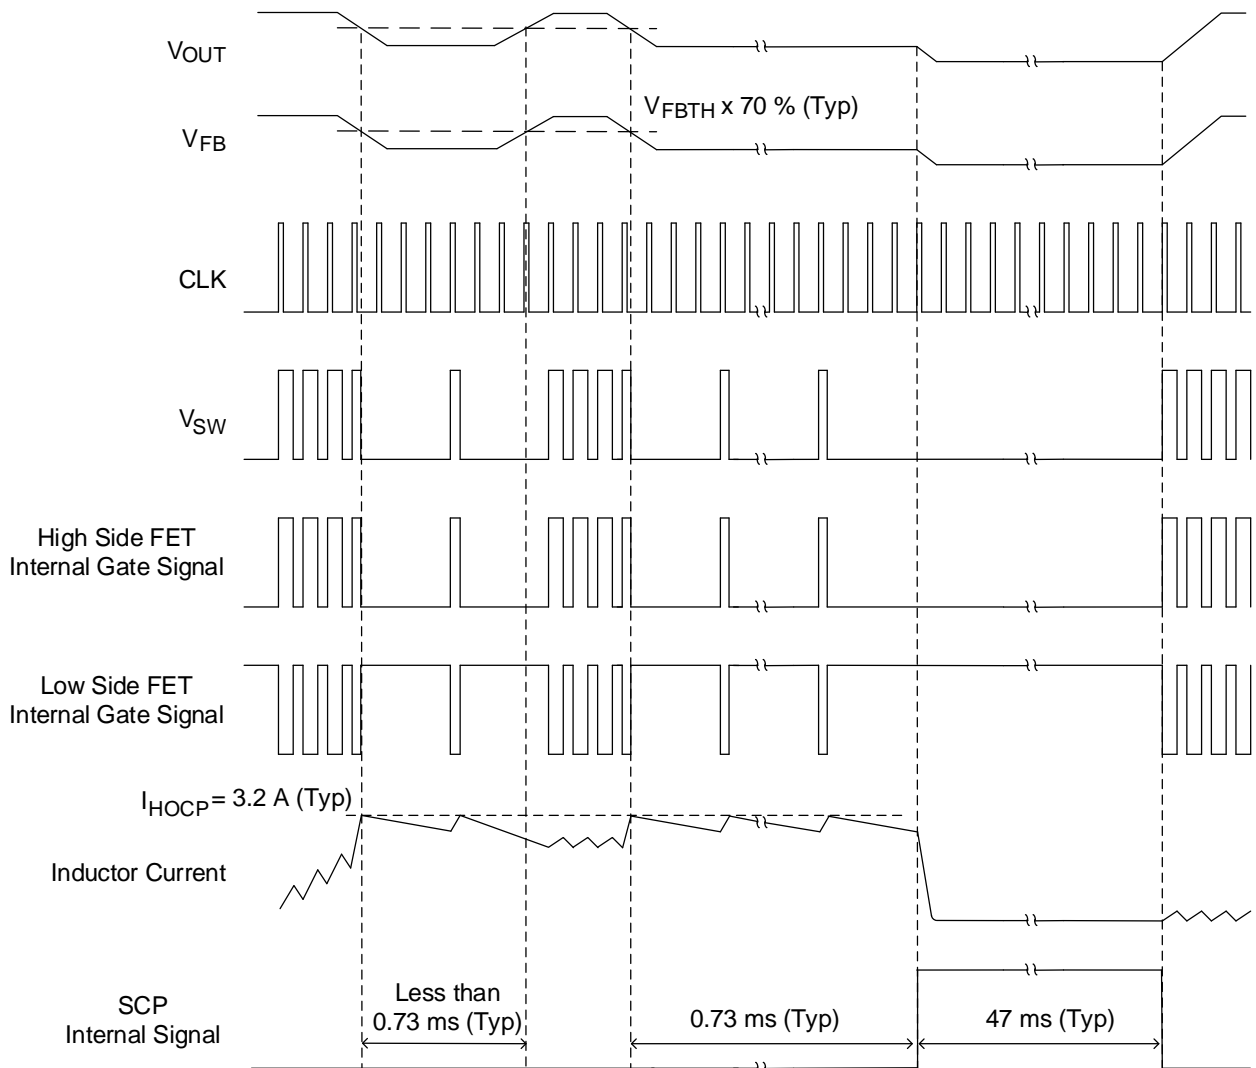 VOUT
VFBTH x 70 % (Typ)
VFB
CLK
VSW
High Side FET
Internal Gate Signal
Low Side FET
Internal Gate Signal
IHOCP = 3.2 A (Typ)
Inductor Current
SCP
Internal Signal
Less than
0.73 ms (Typ)
0.73 ms (Typ)
47 ms (Typ)